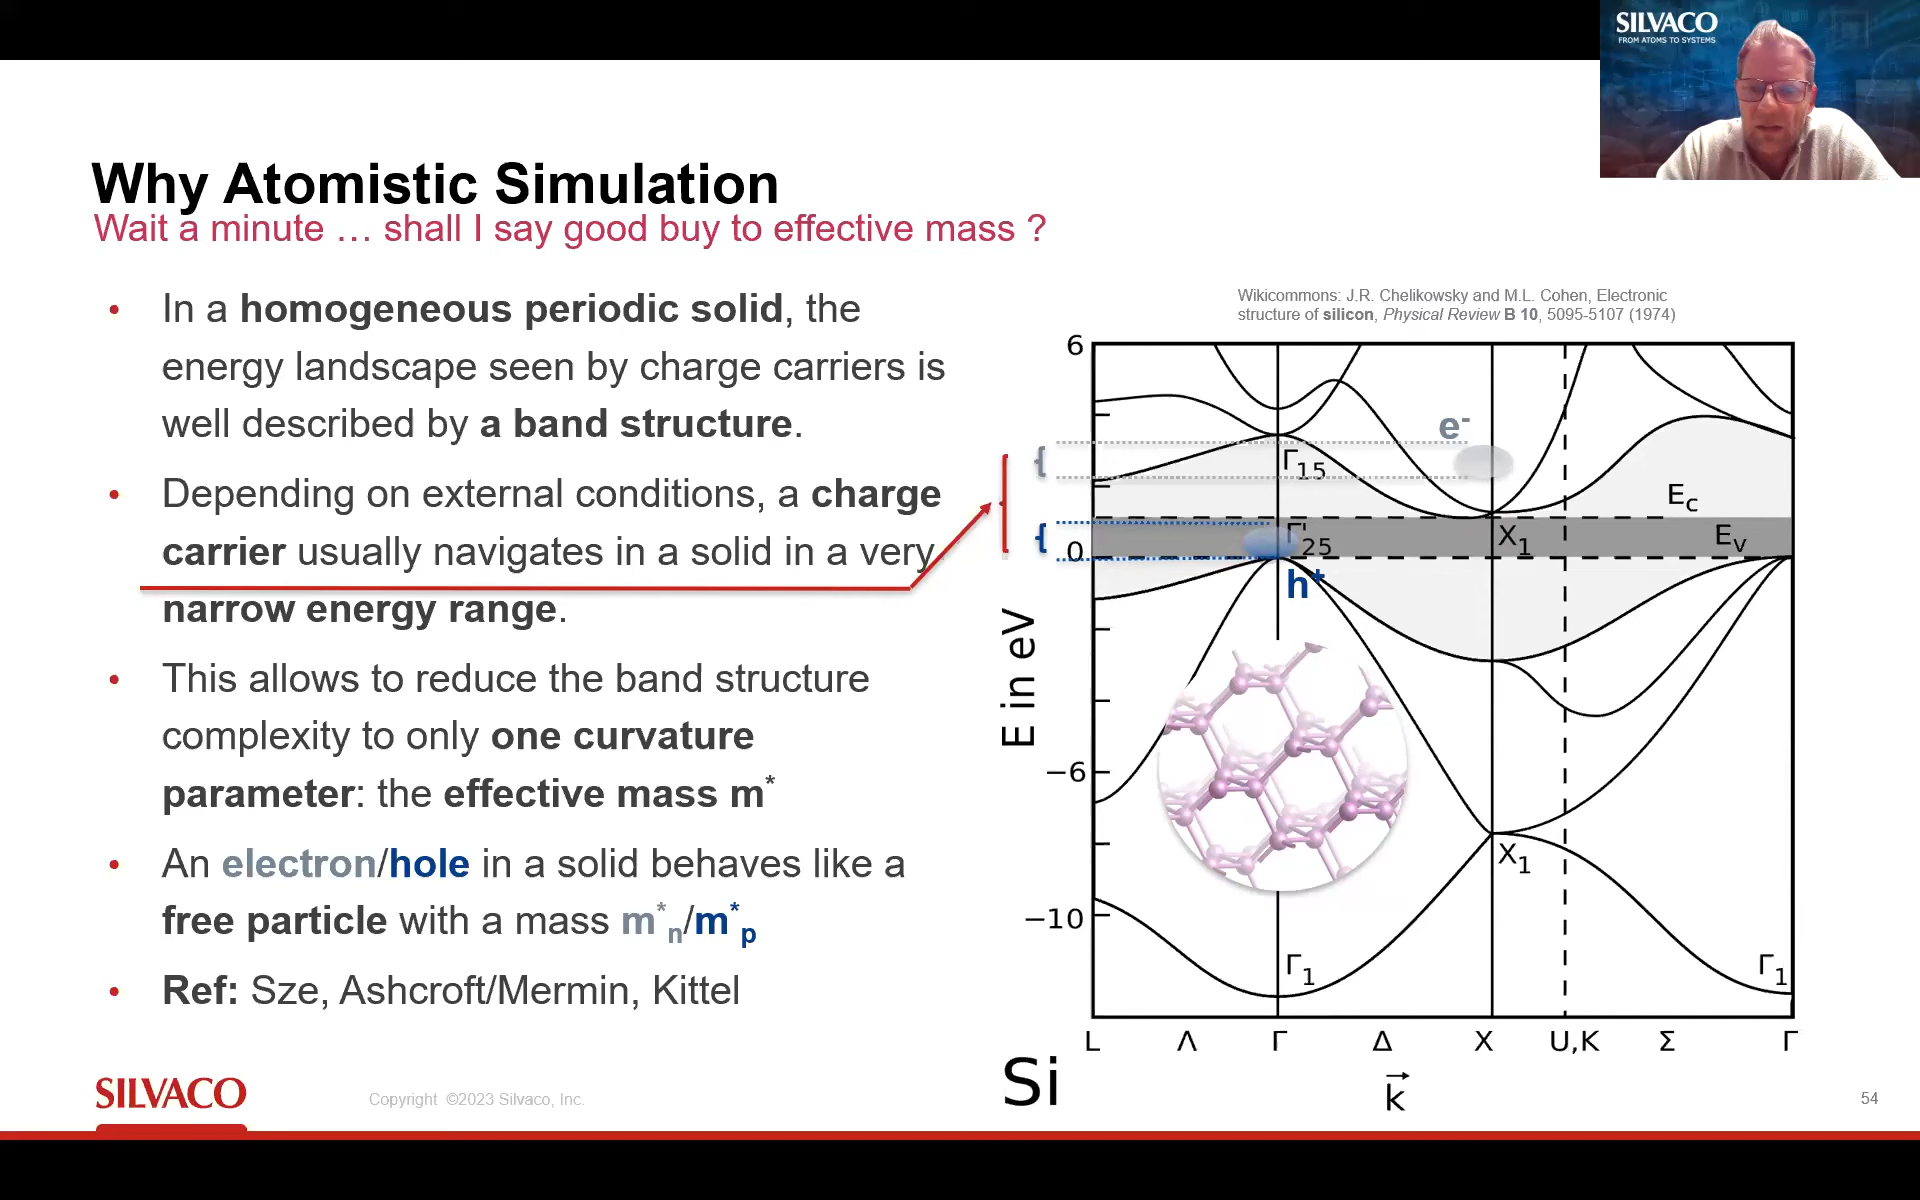 SILVACO
FROM ATOMS TO SYSTEMS
Why Atomistic Simulation
Wait a minute … shall I say good buy to effective mass ?
• In a homogeneous periodic solid, the
energy landscape seen by charge carriers is
well described by a band structure.
• Depending on external conditions, a charge
carrier usually navigates in a solid in a very
narrow energy range.
• This allows to reduce the band structure
complexity to only one curvature
parameter: the effective mass m*
• An electron/hole in a solid behaves like a
free particle with a mass m*n/m*p
• Ref: Sze, Ashcroft/Mermin, Kittel
Wikicommons: J.R. Chelikowsky and M.L. Cohen, Electronic
structure of silicon, Physical Review B 10, 5095-5107 (1974)
6
e-
{
Γ15
Ec
{
0
Γ'25
X1
Ev
h+
E in eV
−6
X1
−10
Γ1
Γ1
L Λ Γ Δ X U,K Σ Γ
Si
k
SILVACO
Copyright ©2023 Silvaco, Inc.
54